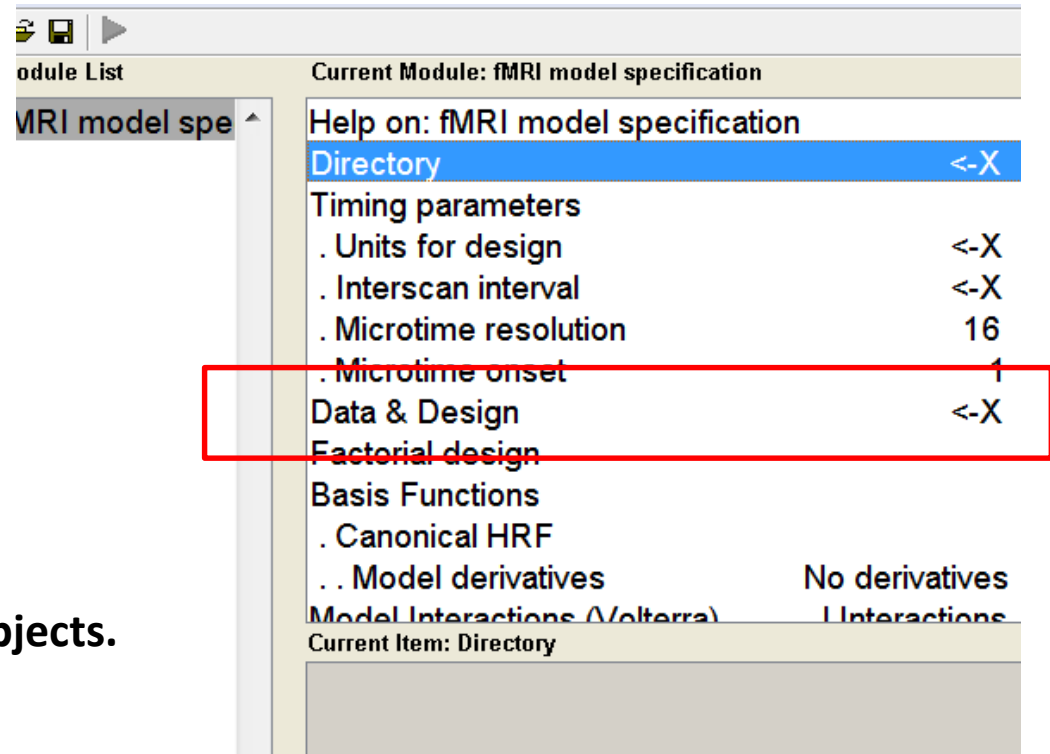 odule List
Current Module: fMRI model specification
MRI model spe
Help on: fMRI model specification
Directory <-X
Timing parameters
. Units for design <-X
. Interscan interval <-X
. Microtime resolution 16
. Microtime onset 1
Data & Design <-X
Factorial design
Basis Functions
. Canonical HRF
. . Model derivatives No derivatives
Model Interactions (Volterra) Interactions
bjects.
Current Item: Directory